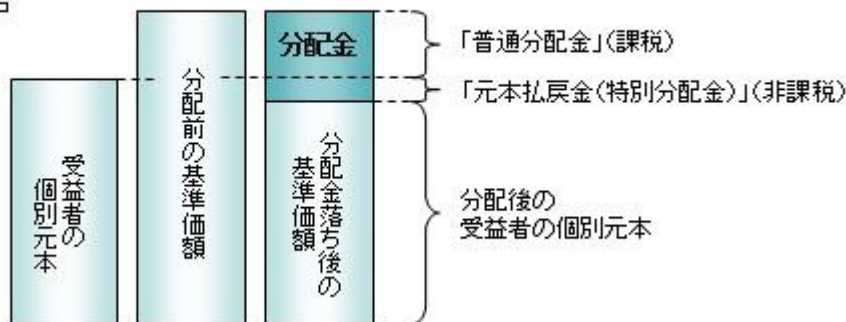 受益者の
個別元本
分配前の基準価額
分配金
分配金落ち後の
基準価額
「普通分配金」(課税)
「元本払戻金(特別分配金)」(非課税)
分配後の
受益者の個別元本